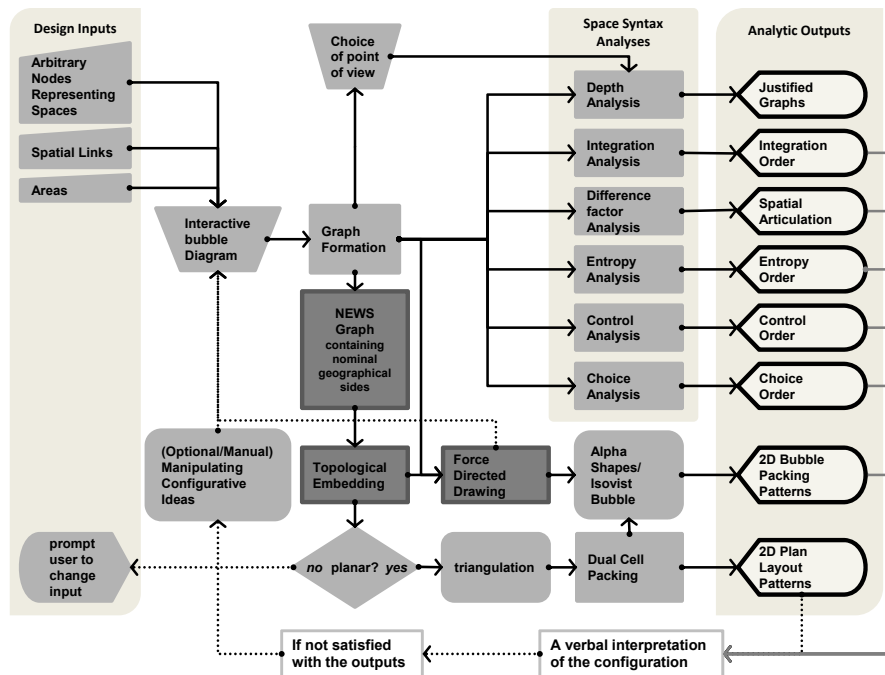 Design Inputs
Arbitrary
Nodes
Representing
Spaces
Spatial Links
Areas
Choice
of point
of view
Space Syntax
Analyses
Analytic Outputs
Depth
Analysis
Justified
Graphs
Integration
Analysis
Integration
Order
Interactive
bubble
Diagram
Graph
Formation
Difference
factor
Analysis
Spatial
Articulation
Entropy
Analysis
Entropy
Order
NEWS
Graph
containing
nominal
geographical
sides
Control
Analysis
Control
Order
Choice
Analysis
Choice
Order
(Optional/Manual)
Manipulating
Configurative
Ideas
Topological
Embedding
Force
Directed
Drawing
Alpha
Shapes/
Isovist
Bubble
2D Bubble
Packing
Patterns
prompt
user to
change
input
no planar? yes
triangulation
Dual Cell
Packing
2D Plan
Layout
Patterns
If not satisfied
with the outputs
A verbal interpretation
of the configuration